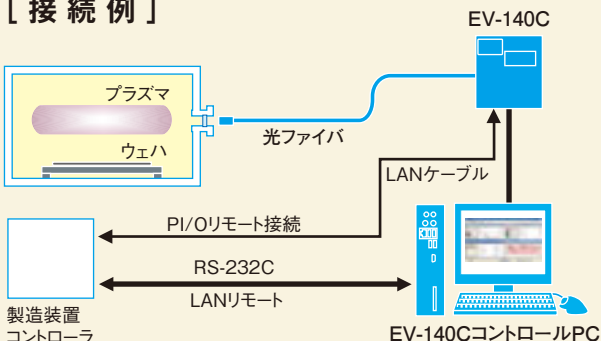 [ 接 続 例 ]
EV-140C
プラズマ
ウェハ
光ファイバ
LANケーブル
PI/Oリモート接続
RS-232C
LANリモート
製造装置
コントローラ
EV-140CコントロールPC